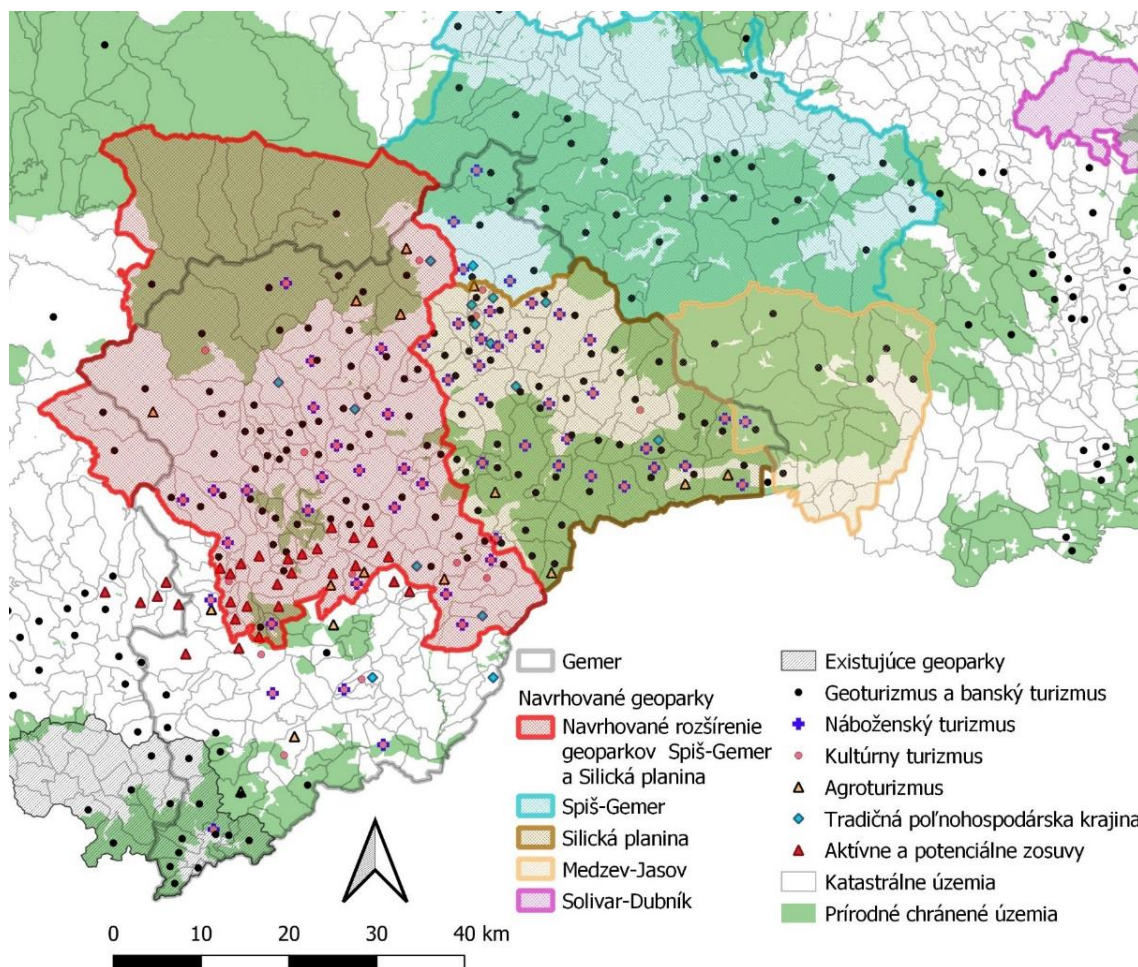 Gemer
Navrhované geoparky
Navrhované rozšírenie
geoparkov Spiš-Gemer
a Silická planina
Spiš-Gemer
Silická planina
Medzev-Jasov
Solivar-Dubník
Existujúce geoparky
Geoturizmus a banský turizmus
Náboženský turizmus
Kultúrny turizmus
Agroturizmus
Tradičná poľnohospodárska krajina
Aktívne a potenciálne zosuvy
Katastrálne územia
Prírodné chránené územia
0 10 20 30 40 km